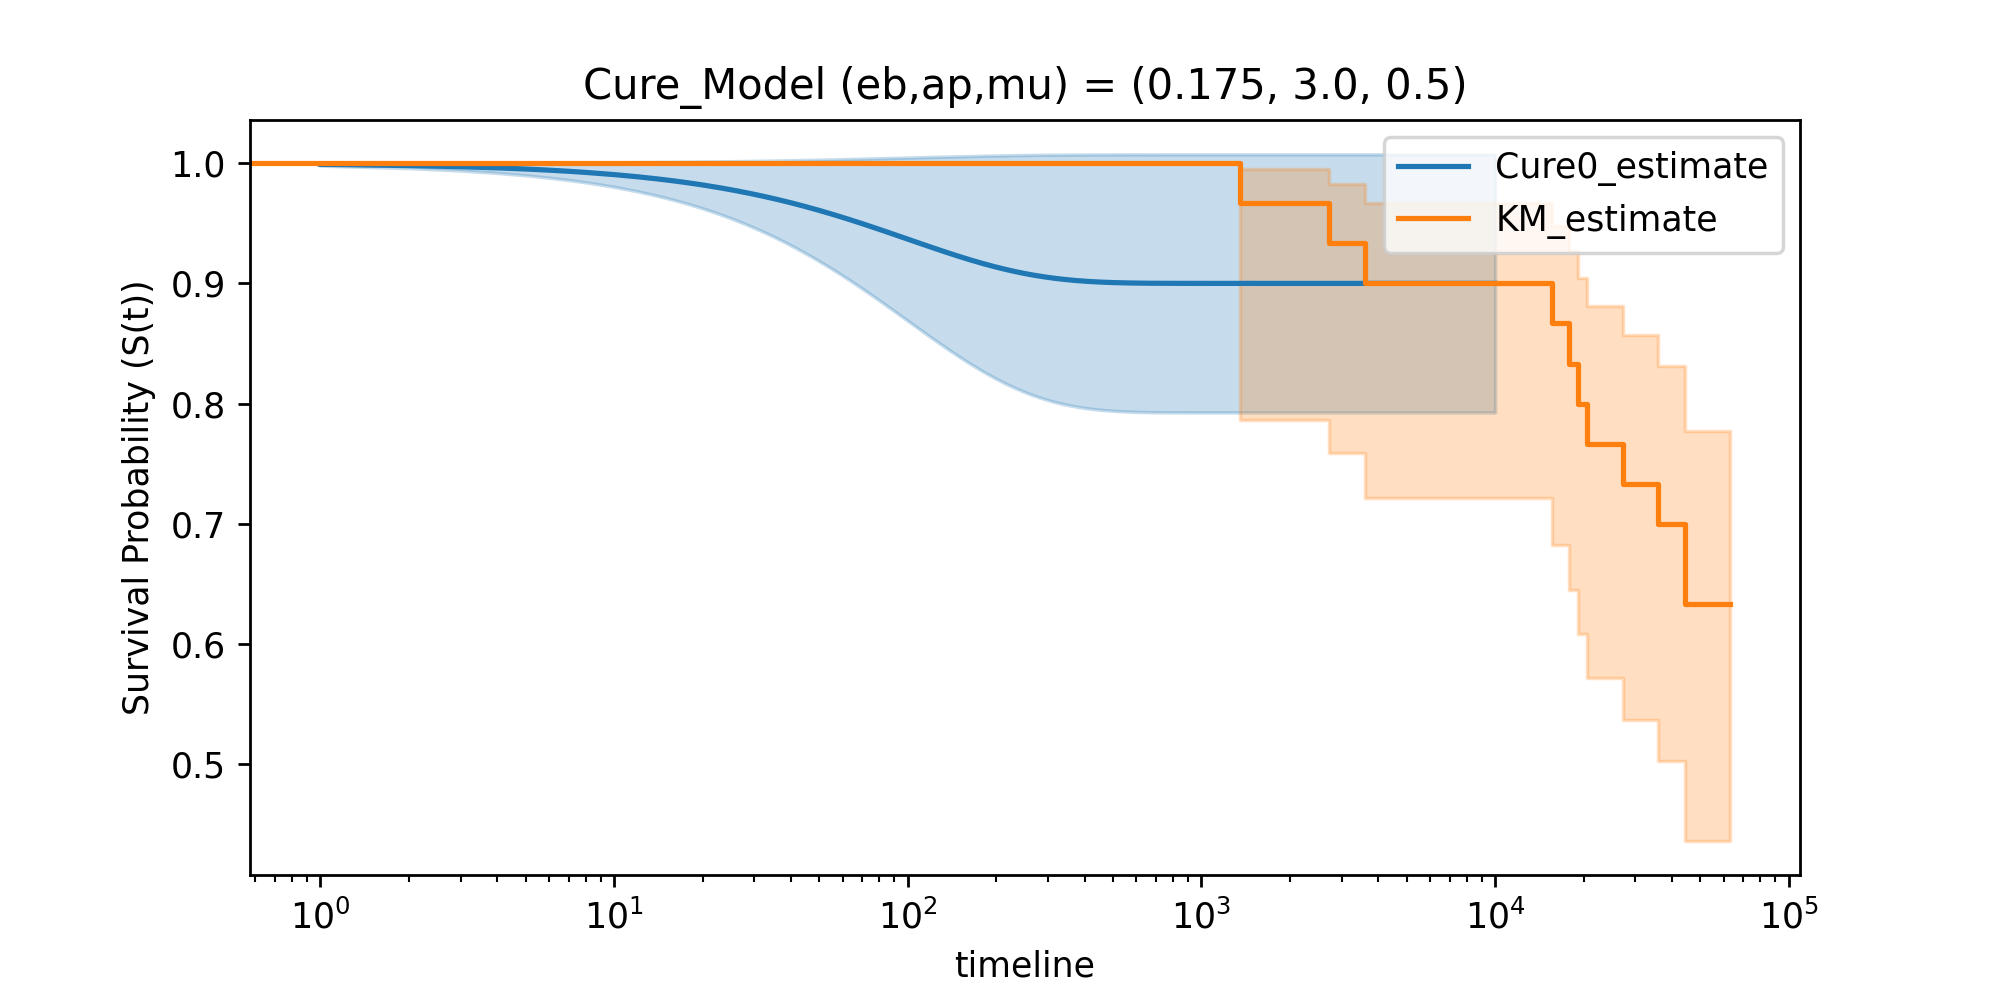 Cure_Model (eb,ap,mu) = (0.175, 3.0, 0.5)
Survival Probability (S(t))
1.0
0.9
0.8
0.7
0.6
0.5
Cure0_estimate
KM_estimate
10^0 10^1 10^2 10^3 10^4 10^5
timeline